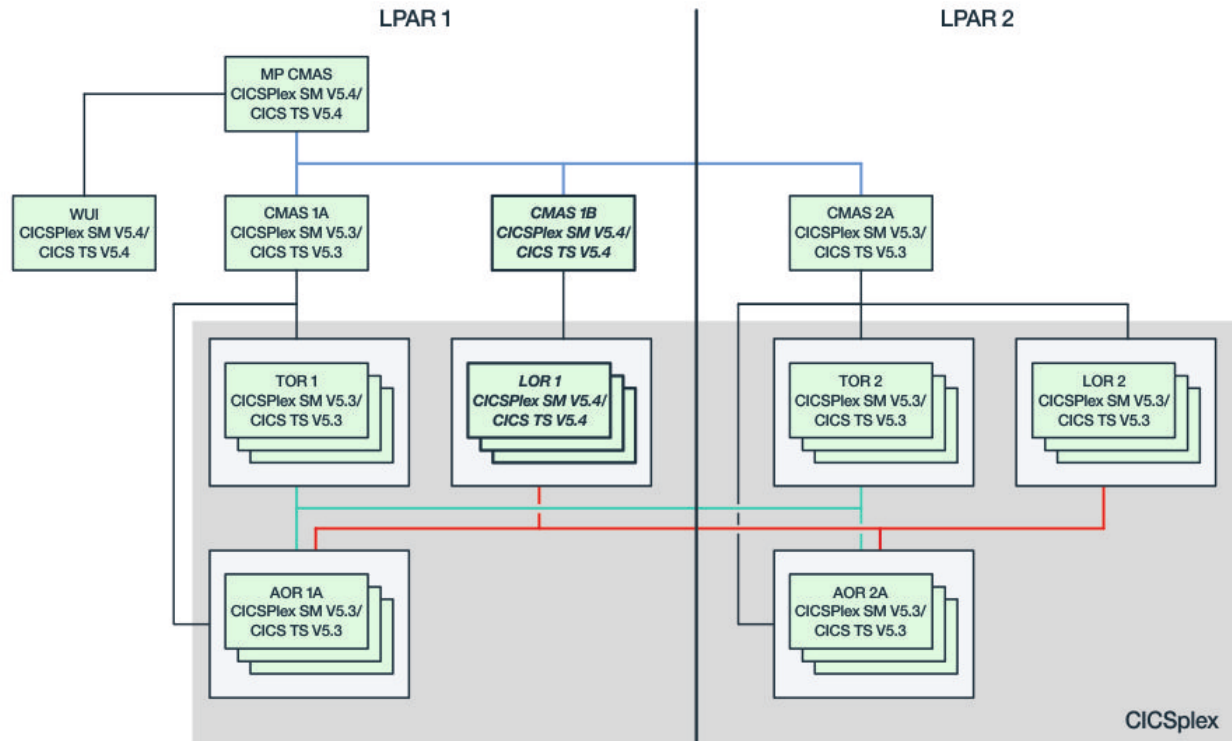 LPAR 1
LPAR 2
MP CMAS
CICSPlex SM V5.4/
CICS TS V5.4
WUI
CICSPlex SM V5.4/
CICS TS V5.4
CMAS 1A
CICSPlex SM V5.3/
CICS TS V5.3
CMAS 1B
CICSPlex SM V5.4/
CICS TS V5.4
CMAS 2A
CICSPlex SM V5.3/
CICS TS V5.3
TOR 1
CICSPlex SM V5.3/
CICS TS V5.3
LOR 1
CICSPlex SM V5.4/
CICS TS V5.4
TOR 2
CICSPlex SM V5.3/
CICS TS V5.3
LOR 2
CICSPlex SM V5.3/
CICS TS V5.3
AOR 1A
CICSPlex SM V5.3/
CICS TS V5.3
AOR 2A
CICSPlex SM V5.3/
CICS TS V5.3
CICSplex